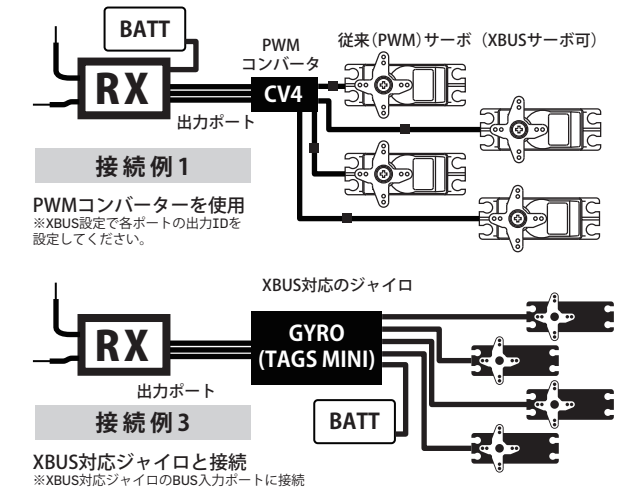 BATT
PWM
コンバータ
従来(PWM)サーボ (XBUSサーボ可)
RX
CV4
出力ポート
接続例1
PWMコンバーターを使用
※XBUS設定で各ポートの出力IDを
設定してください。
XBUS対応のジャイロ
RX
GYRO
(TAGS MINI)
出力ポート
BATT
接続例3
XBUS対応ジャイロと接続
※XBUS対応ジャイロのBUS入力ポートに接続